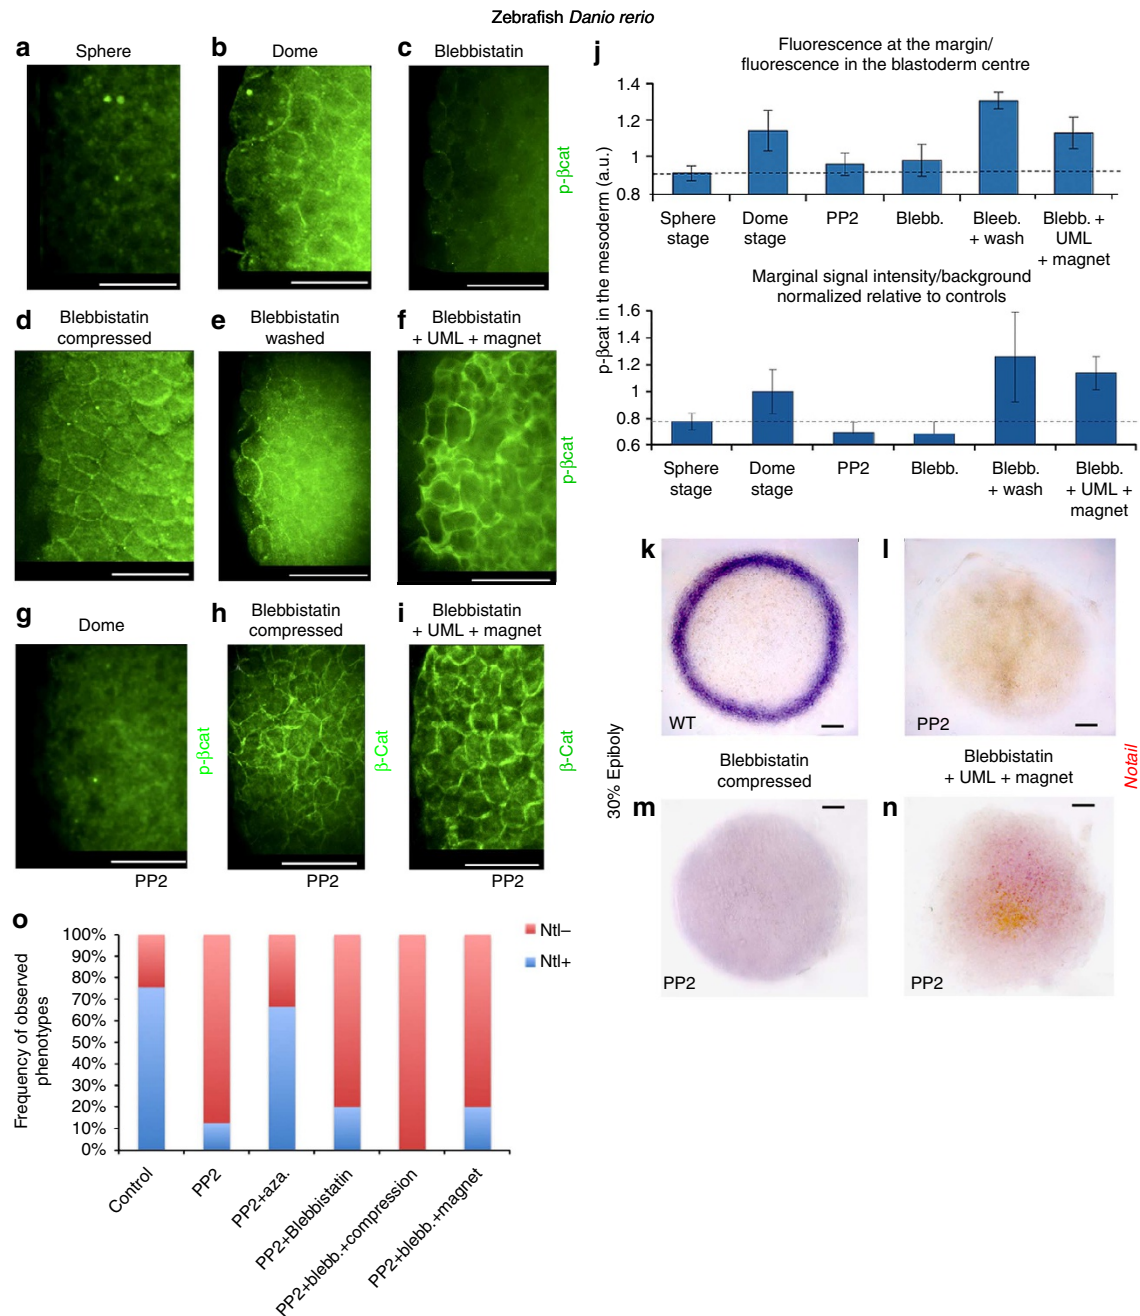 Zebrafish Danio rerio
a
Sphere
b
Dome
c
Blebbistatin
p-βcat
d
Blebbistatin
compressed
e
Blebbistatin
washed
f
Blebbistatin
+ UML + magnet
p-βcat
g
Dome
PP2
p-βcat
h
Blebbistatin
compressed
PP2
β-Cat
i
Blebbistatin
+ UML + magnet
PP2
β-Cat
j
Fluorescence at the margin/
fluorescence in the blastoderm centre
p-βcat in the mesoderm (a.u.)
1.4
1.2
1
0.8
Sphere
stage
Dome
stage
PP2
Blebb.
Bleeb.
+ wash
Blebb. +
UML
+ magnet
Marginal signal intensity/background
normalized relative to controls
1.6
1.4
1.2
1
0.8
0.6
Sphere
stage
Dome
stage
PP2
Blebb.
Blebb.
+ wash
Blebb.
+ UML +
magnet
30% Epiboly
k
WT
l
PP2
m
Blebbistatin
compressed
PP2
n
Blebbistatin
+ UML + magnet
PP2
Notail
o
Frequency of observed
phenotypes
100%
90%
80%
70%
60%
50%
40%
30%
20%
10%
0%
Control
PP2
PP2+aza.
PP2+Blebbistatin
PP2+blebb.+compression
PP2+blebb.+magnet
Ntl–
Ntl+